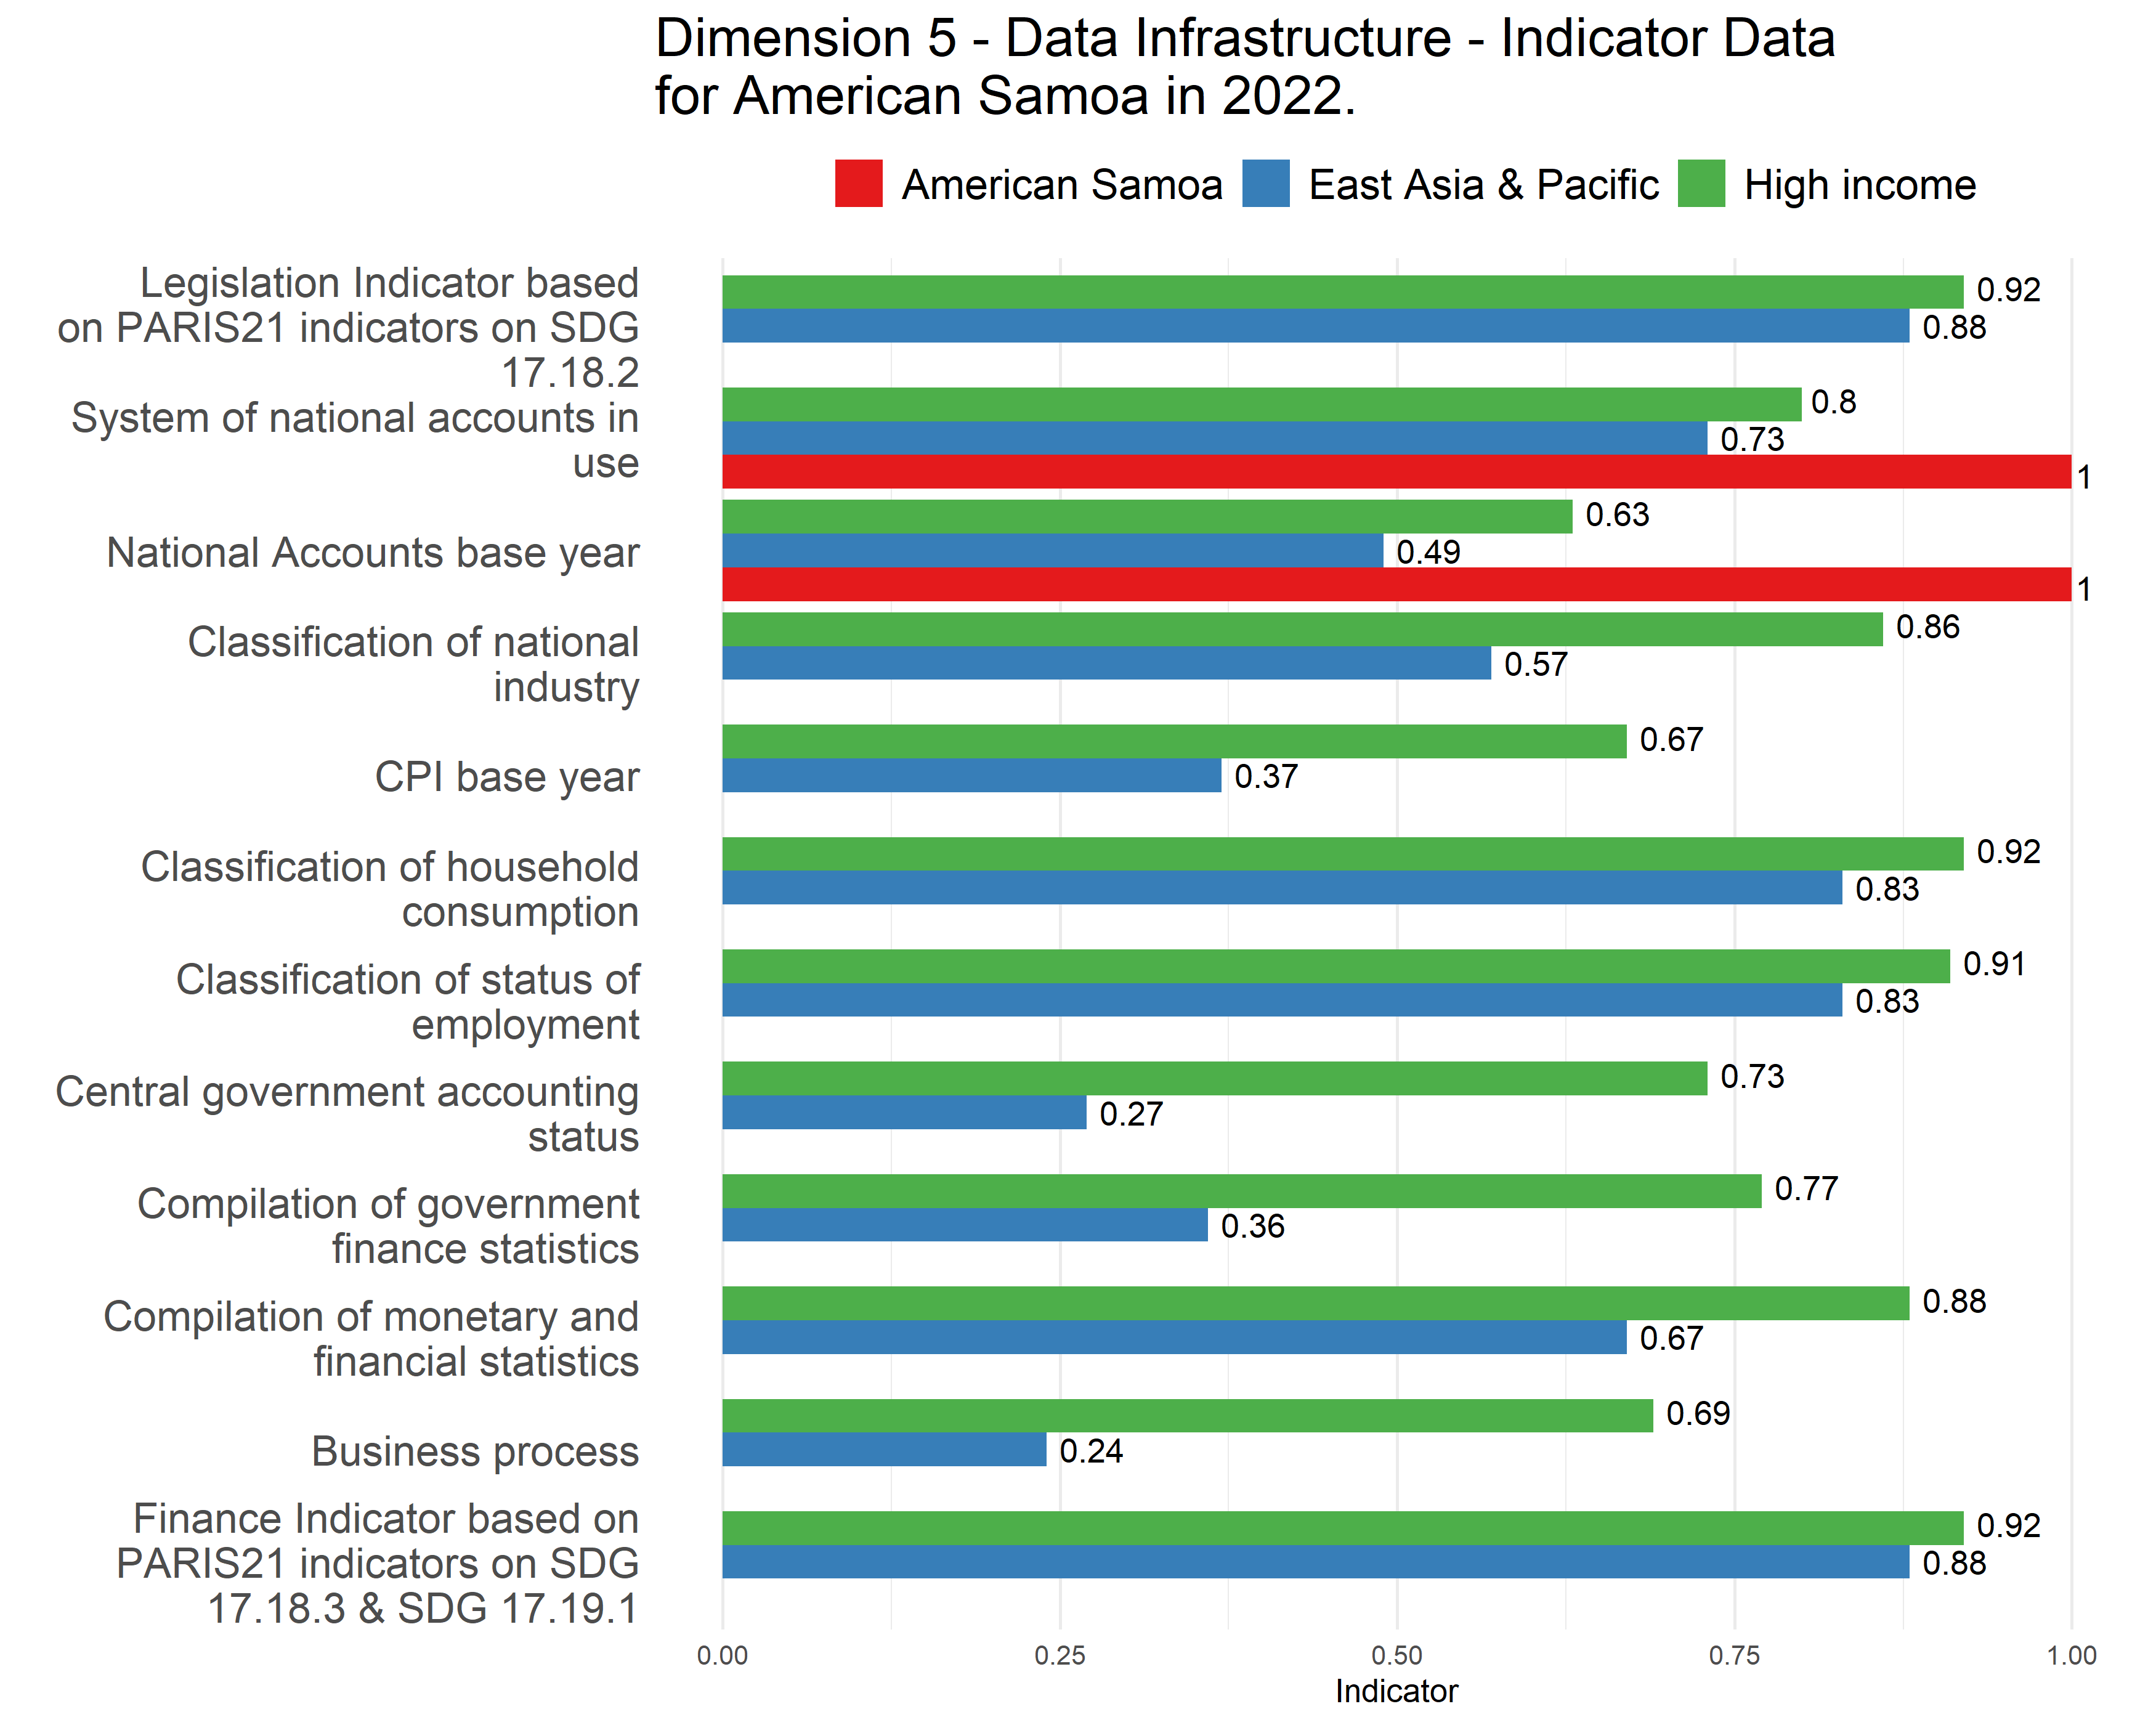 Dimension 5 - Data Infrastructure - Indicator Data
for American Samoa in 2022.
American Samoa East Asia & Pacific High income
Legislation Indicator based
on PARIS21 indicators on SDG
17.18.2
0.92
0.88
System of national accounts in
use
0.8
0.73
1
National Accounts base year
0.63
0.49
1
Classification of national
industry
0.86
0.57
CPI base year
0.67
0.37
Classification of household
consumption
0.92
0.83
Classification of status of
employment
0.91
0.83
Central government accounting
status
0.73
0.27
Compilation of government
finance statistics
0.77
0.36
Compilation of monetary and
financial statistics
0.88
0.67
Business process
0.69
0.24
Finance Indicator based on
PARIS21 indicators on SDG
17.18.3 & SDG 17.19.1
0.92
0.88
0.00 0.25 0.50 0.75 1.00
Indicator